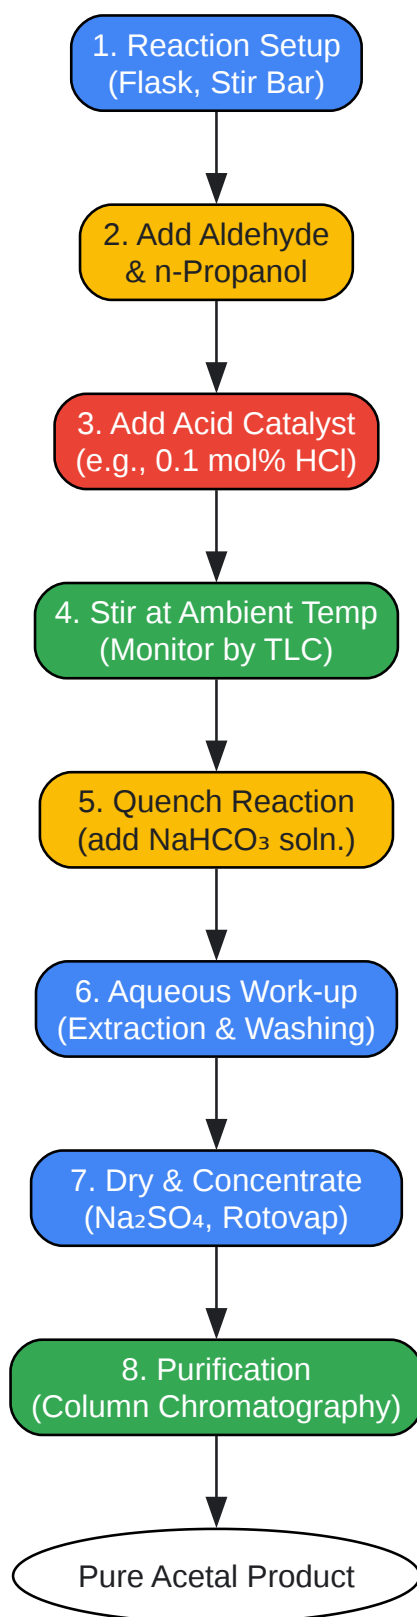 1. Reaction Setup
(Flask, Stir Bar)
2. Add Aldehyde
& n-Propanol
3. Add Acid Catalyst
(e.g., 0.1 mol% HCl)
4. Stir at Ambient Temp
(Monitor by TLC)
5. Quench Reaction
(add NaHCO₃ soln.)
6. Aqueous Work-up
(Extraction & Washing)
7. Dry & Concentrate
(Na₂SO₄, Rotovap)
8. Purification
(Column Chromatography)
Pure Acetal Product